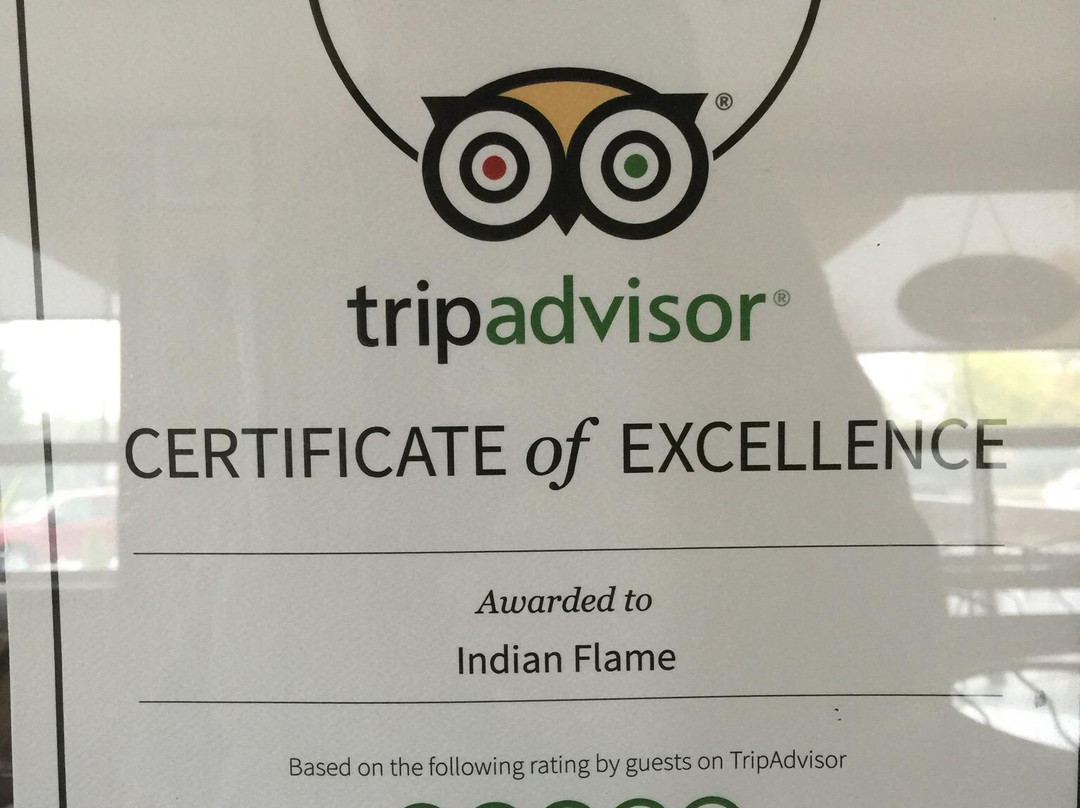 ®
tripadvisor®
CERTIFICATE of EXCELLENCE
Awarded to
Indian Flame
Based on the following rating by guests on TripAdvisor